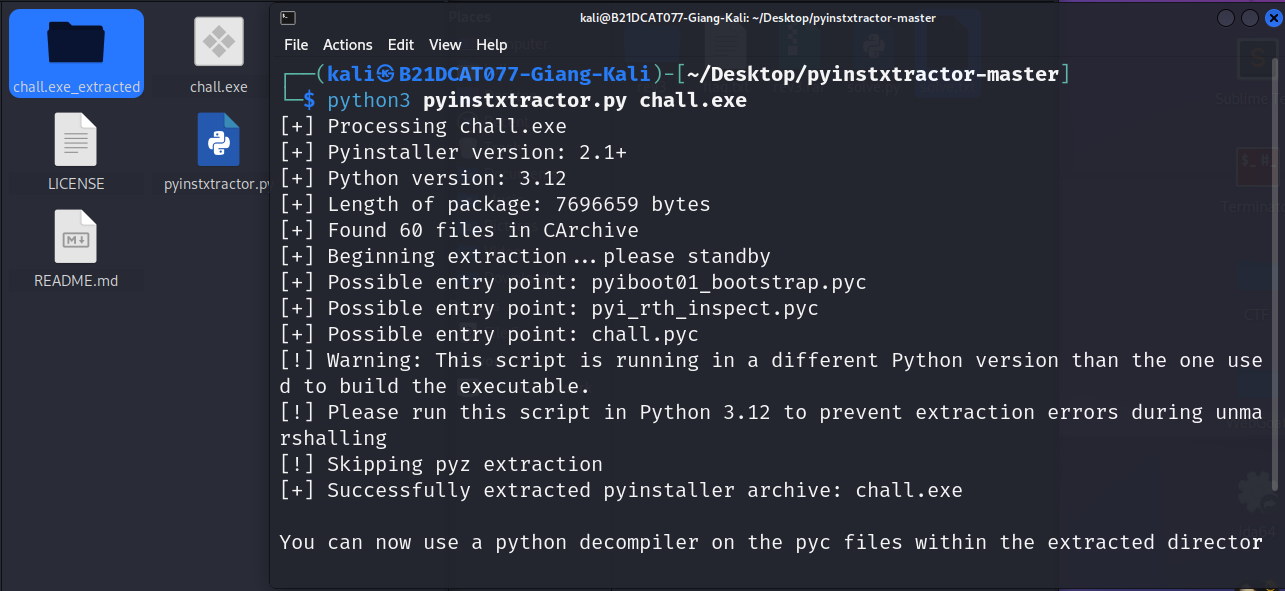 kali@B21DCAT077-Giang-Kali: ~/Desktop/pyinstxtractor-master
File Actions Edit View Help
┌──(kali㉿B21DCAT077-Giang-Kali)-[~/Desktop/pyinstxtractor-master]
└─$ python3 pyinstxtractor.py chall.exe
[+] Processing chall.exe
[+] Pyinstaller version: 2.1+
[+] Python version: 3.12
[+] Length of package: 7696659 bytes
[+] Found 60 files in CArchive
[+] Beginning extraction...please standby
[+] Possible entry point: pyiboot01_bootstrap.pyc
[+] Possible entry point: pyi_rth_inspect.pyc
[+] Possible entry point: chall.pyc
[!] Warning: This script is running in a different Python version than the one use
d to build the executable.
[!] Please run this script in Python 3.12 to prevent extraction errors during unma
rshalling
[!] Skipping pyz extraction
[+] Successfully extracted pyinstaller archive: chall.exe
You can now use a python decompiler on the pyc files within the extracted director
chall.exe_extracted
chall.exe
LICENSE
pyinstxtractor.py
README.md
Places